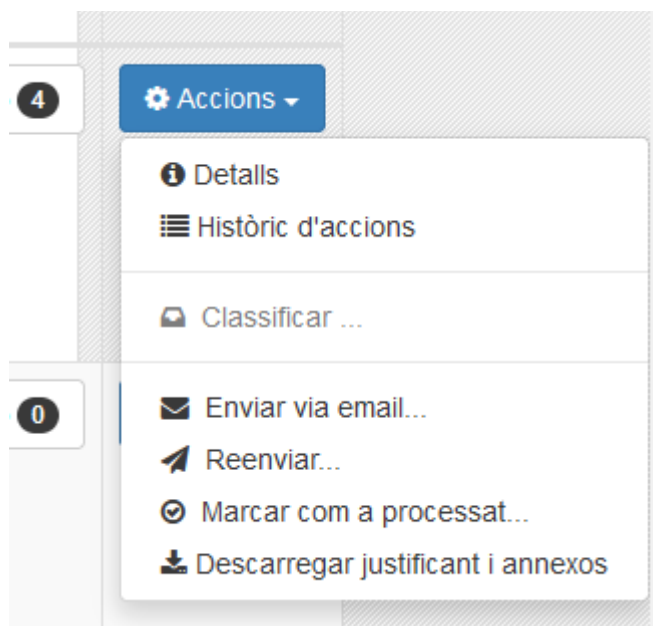 4
Accions
Detalls
Històric d'accions
Classificar ...
0
Enviar via email...
Reenviar...
Marcar com a processat...
Descarregar justificant i annexos